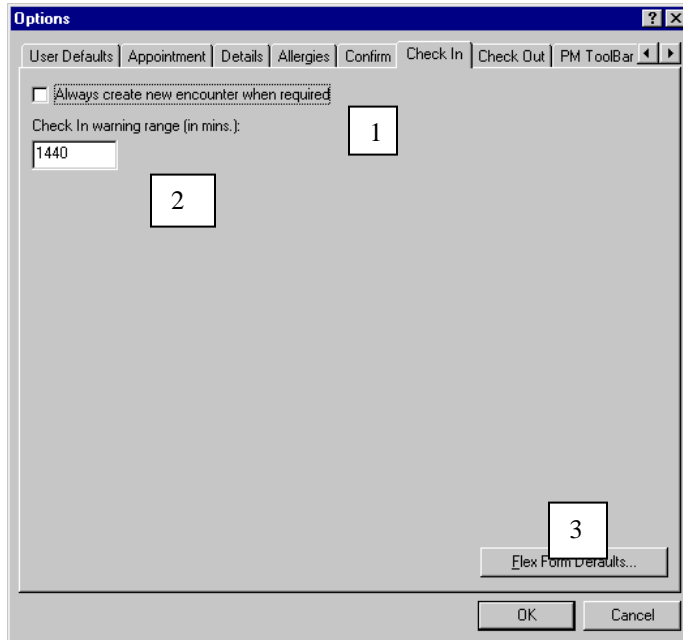 Options
User Defaults Appointment Details Allergies Confirm Check In Check Out PM ToolBar
Always create new encounter when required
1
Check In warning range (in mins.):
1440
2
3
Flex Form Defaults...
OK Cancel